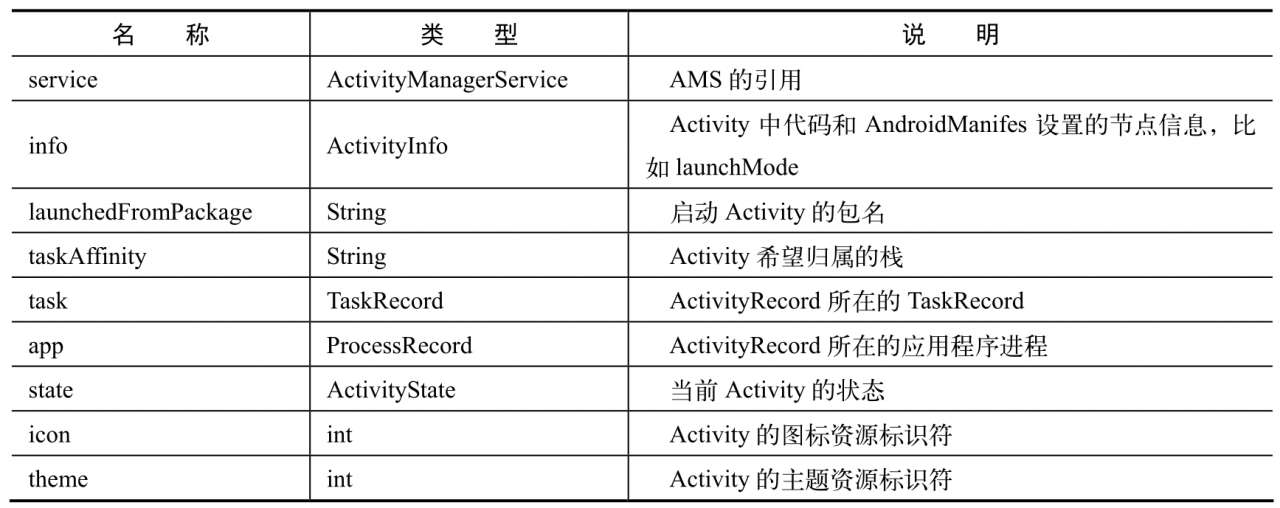 名 称 类 型 说 明
service ActivityManagerService AMS 的引用
info ActivityInfo Activity 中代码和 AndroidManifes 设置的节点信息，比
如 launchMode
launchedFromPackage String 启动 Activity 的包名
taskAffinity String Activity 希望归属的栈
task TaskRecord ActivityRecord 所在的 TaskRecord
app ProcessRecord ActivityRecord 所在的应用程序进程
state ActivityState 当前 Activity 的状态
icon int Activity 的图标资源标识符
theme int Activity 的主题资源标识符